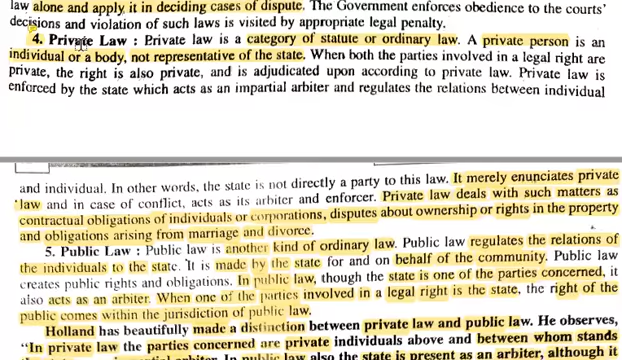 law alone and apply it in deciding cases of dispute. The Government enforces obedience to the courts'
decisions and violation of such laws is visited by appropriate legal penalty.
4. Private Law : Private law is a category of statute or ordinary law. A private person is an
individual or a body, not representative of the state. When both the parties involved in a legal right are
private, the right is also private, and is adjudicated upon according to private law. Private law is
enforced by the state which acts as an impartial arbiter and regulates the relations between individual
and individual. In other words, the state is not directly a party to this law. It merely enunciates private
law and in case of conflict, acts as its arbiter and enforcer. Private law deals with such matters as
contractual obligations of individuals or corporations, disputes about ownership or rights in the property
and obligations arising from marriage and divorce.
5. Public Law : Public law is another kind of ordinary law. Public law regulates the relations of
the individuals to the state. It is made by the state for and on behalf of the community. Public law
creates public rights and obligations. In public law, though the state is one of the parties concerned, it
also acts as an arbiter. When one of the parties involved in a legal right is the state, the right of the
public comes within the jurisdiction of public law.
Holland has beautifully made a distinction between private law and public law. He observes,
"In private law the parties concerned are private individuals above and between whom stands
arbiter. In public law also the state is present as an arbiter, although it